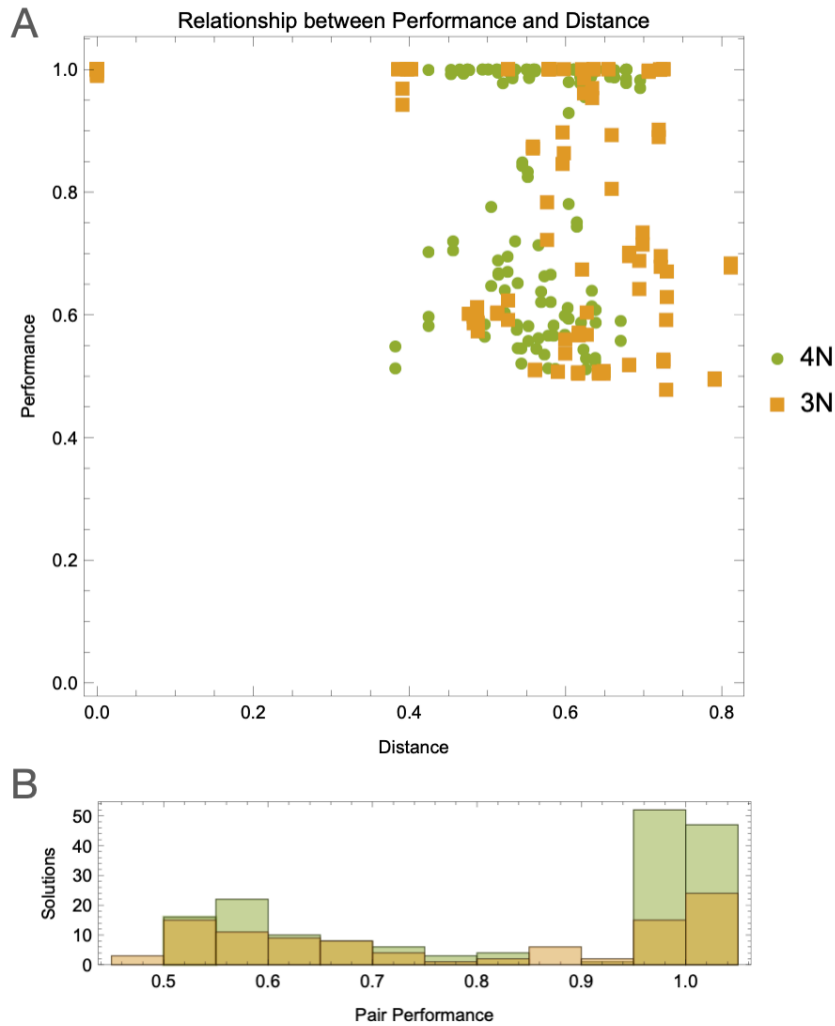 A
Relationship between Performance and Distance
1.0
0.8
0.6
0.4
0.2
0.0
Performance
0.0 0.2 0.4 0.6 0.8
Distance
4N
3N
B
50
40
30
20
10
0
Solutions
0.5 0.6 0.7 0.8 0.9 1.0
Pair Performance